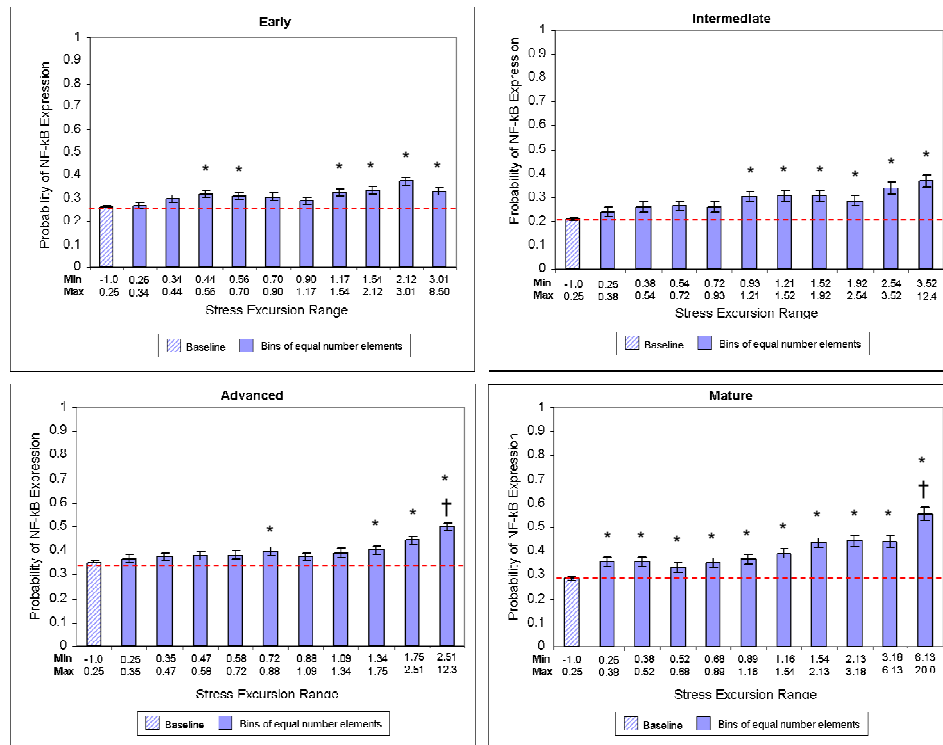 Early
Probability of NF-kB Expression
1
0.9
0.8
0.7
0.6
0.5
0.4
0.3
0.2
0.1
0
* * * * * *
Min -1.0 0.26 0.34 0.44 0.56 0.70 0.90 1.17 1.54 2.12 3.01
Max 0.25 0.34 0.44 0.56 0.70 0.90 1.17 1.54 2.12 3.01 8.50
Stress Excursion Range
Baseline Bins of equal number elements
Intermediate
Probability of NF-kB Expression
1
0.9
0.8
0.7
0.6
0.5
0.4
0.3
0.2
0.1
0
* * * * * *
Min -1.0 0.25 0.38 0.54 0.72 0.93 1.21 1.52 1.92 2.54 3.52
Max 0.25 0.38 0.54 0.72 0.93 1.21 1.52 1.92 2.54 3.52 12.4
Stress Excursion Range
Baseline Bins of equal number elements
Advanced
Probability of NF-kB Expression
1
0.9
0.8
0.7
0.6
0.5
0.4
0.3
0.2
0.1
0
* * * *
†
Min -1.0 0.25 0.35 0.47 0.58 0.72 0.88 1.09 1.34 1.75 2.51
Max 0.25 0.35 0.47 0.58 0.72 0.88 1.09 1.34 1.75 2.51 12.3
Stress Excursion Range
Baseline Bins of equal number elements
Mature
Probability of NF-kB Expression
1
0.9
0.8
0.7
0.6
0.5
0.4
0.3
0.2
0.1
0
* * * * * * * * * *
†
Min -1.0 0.25 0.38 0.52 0.68 0.89 1.16 1.54 2.13 3.18 6.13
Max 0.25 0.38 0.52 0.68 0.89 1.16 1.54 2.13 3.18 6.13 20.0
Stress Excursion Range
Baseline Bins of equal number elements